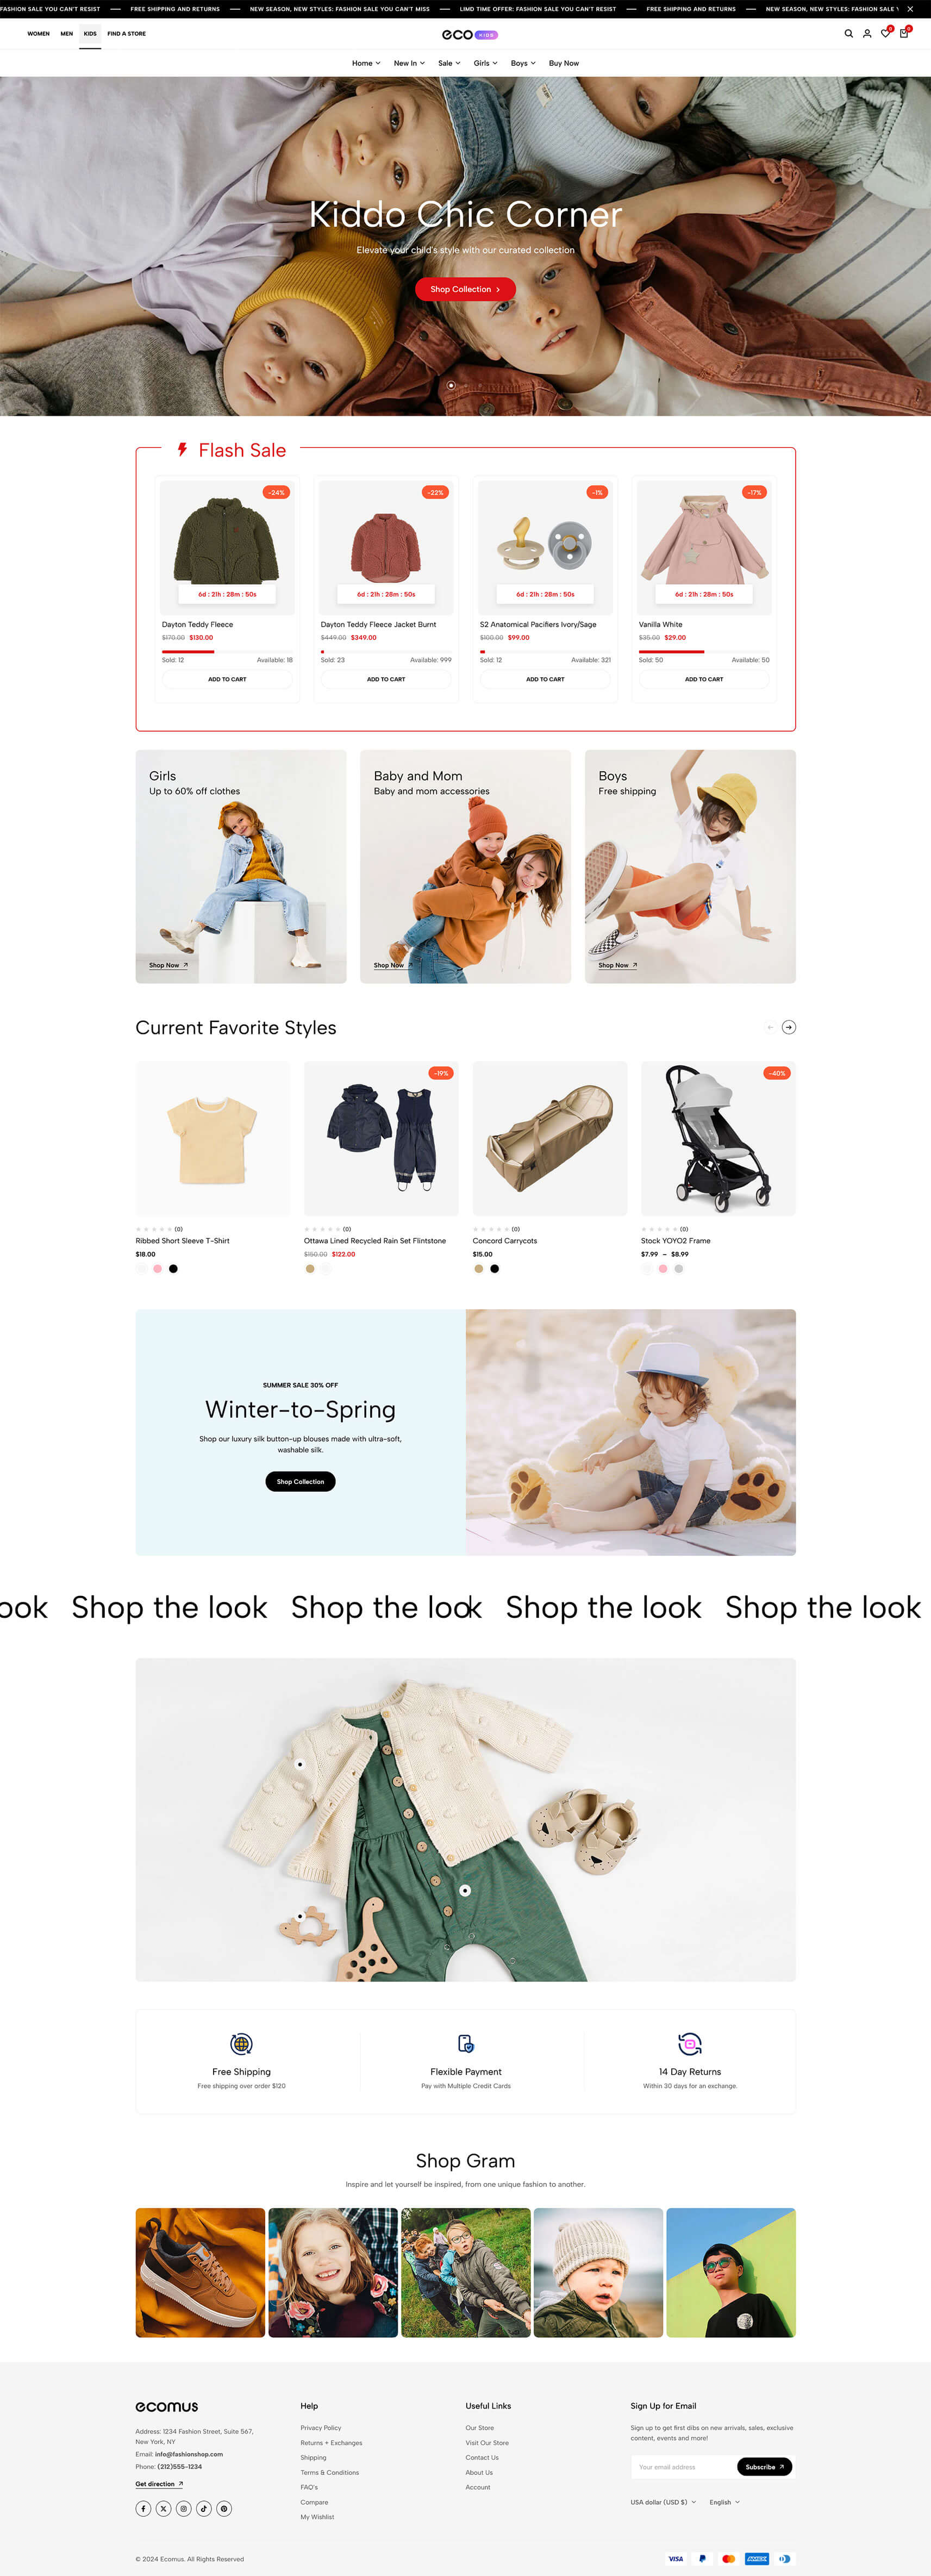 FASHION SALE YOU CAN'T RESIST — FREE SHIPPING AND RETURNS — NEW SEASON, NEW STYLES: FASHION SALE YOU CAN'T MISS — LIMD TIME OFFER: FASHION SALE YOU CAN'T RESIST — FREE SHIPPING AND RETURNS — NEW SEASON, NEW STYLES: FASHION SALE
WOMEN MEN KIDS FIND A STORE
eco KIDS
0 0
Home New In Sale Girls Boys Buy Now
Kiddo Chic Corner
Elevate your child's style with our curated collection
Shop Collection
Flash Sale
-24% -22% -1% -17%
6d : 21h : 28m : 50s 6d : 21h : 28m : 50s 6d : 21h : 28m : 50s 6d : 21h : 28m : 50s
Dayton Teddy Fleece Dayton Teddy Fleece Jacket Burnt S2 Anatomical Pacifiers Ivory/Sage Vanilla White
$170.00 $130.00 $449.00 $349.00 $100.00 $99.00 $35.00 $29.00
Sold: 12 Available: 18 Sold: 23 Available: 999 Sold: 12 Available: 321 Sold: 50 Available: 50
ADD TO CART ADD TO CART ADD TO CART ADD TO CART
Girls Baby and Mom Boys
Up to 60% off clothes Baby and mom accessories Free shipping
Shop Now Shop Now Shop Now
Current Favorite Styles
-19% -40%
(0) (0) (0) (0)
Ribbed Short Sleeve T-Shirt Ottawa Lined Recycled Rain Set Flintstone Concord Carrycots Stock YOYO2 Frame
$18.00 $150.00 $122.00 $15.00 $7.99 – $8.99
SUMMER SALE 30% OFF
Winter-to-Spring
Shop our luxury silk button-up blouses made with ultra-soft,
washable silk.
Shop Collection
ook Shop the look Shop the look Shop the look Shop the look
Free Shipping Flexible Payment 14 Day Returns
Free shipping over order $120 Pay with Multiple Credit Cards Within 30 days for an exchange.
Shop Gram
Inspire and let yourself be inspired, from one unique fashion to another.
ecomus
Address: 1234 Fashion Street, Suite 567,
New York, NY
Email: info@fashionshop.com
Phone: (212)555-1234
Get direction
Help
Privacy Policy
Returns + Exchanges
Shipping
Terms & Conditions
FAQ's
Compare
My Wishlist
Useful Links
Our Store
Visit Our Store
Contact Us
About Us
Account
Sign Up for Email
Sign up to get first dibs on new arrivals, sales, exclusive
content, events and more!
Your email address Subscribe
USA dollar (USD $) English
© 2024 Ecomus. All Rights Reserved
VISA